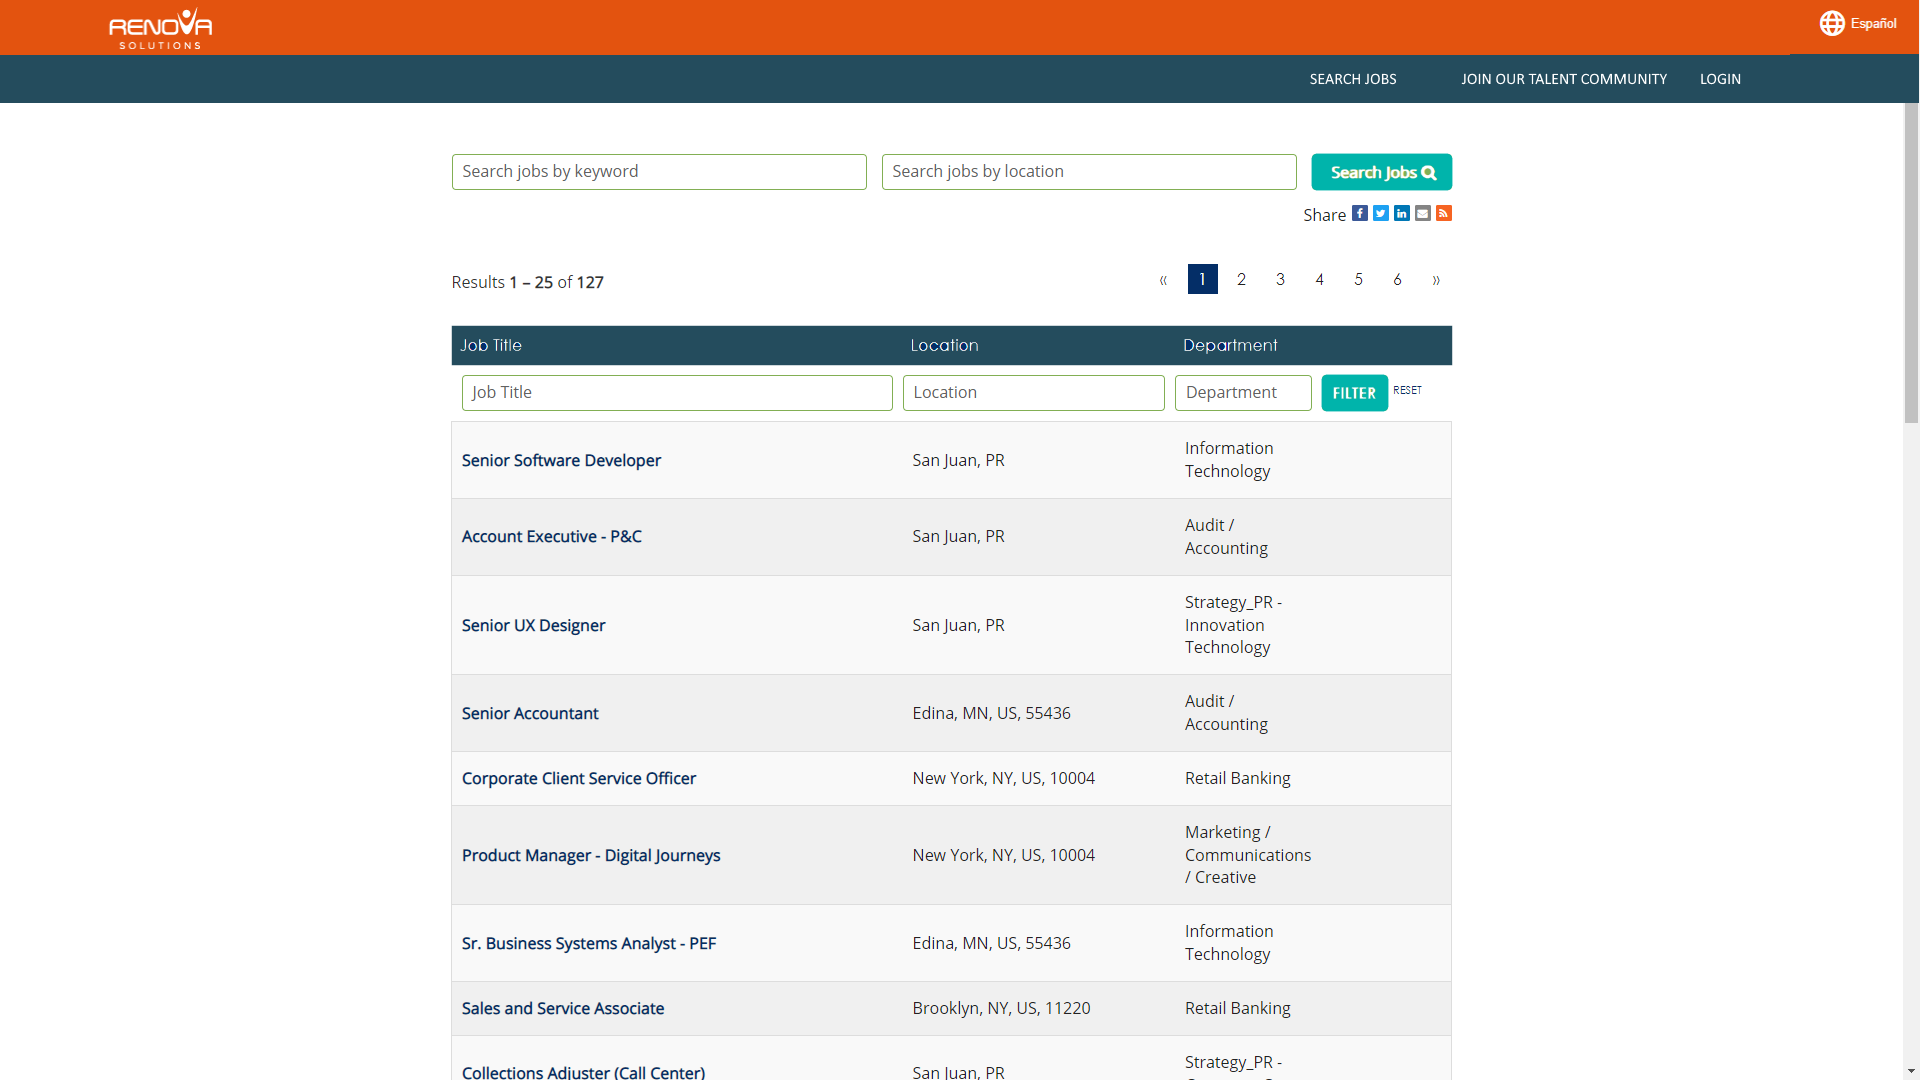 RENOVA
SOLUTIONS
Español
SEARCH JOBS
JOIN OUR TALENT COMMUNITY
LOGIN
Search jobs by keyword
Search jobs by location
Search Jobs
Share
Results 1 – 25 of 127
« 1 2 3 4 5 6 »
Job Title
Location
Department
Job Title
Location
Department
FILTER
RESET
Senior Software Developer
San Juan, PR
Information
Technology
Account Executive - P&C
San Juan, PR
Audit /
Accounting
Senior UX Designer
San Juan, PR
Strategy_PR -
Innovation
Technology
Senior Accountant
Edina, MN, US, 55436
Audit /
Accounting
Corporate Client Service Officer
New York, NY, US, 10004
Retail Banking
Product Manager - Digital Journeys
New York, NY, US, 10004
Marketing /
Communications
/ Creative
Sr. Business Systems Analyst - PEF
Edina, MN, US, 55436
Information
Technology
Sales and Service Associate
Brooklyn, NY, US, 11220
Retail Banking
Collections Adjuster (Call Center)
San Juan, PR
Strategy_PR -